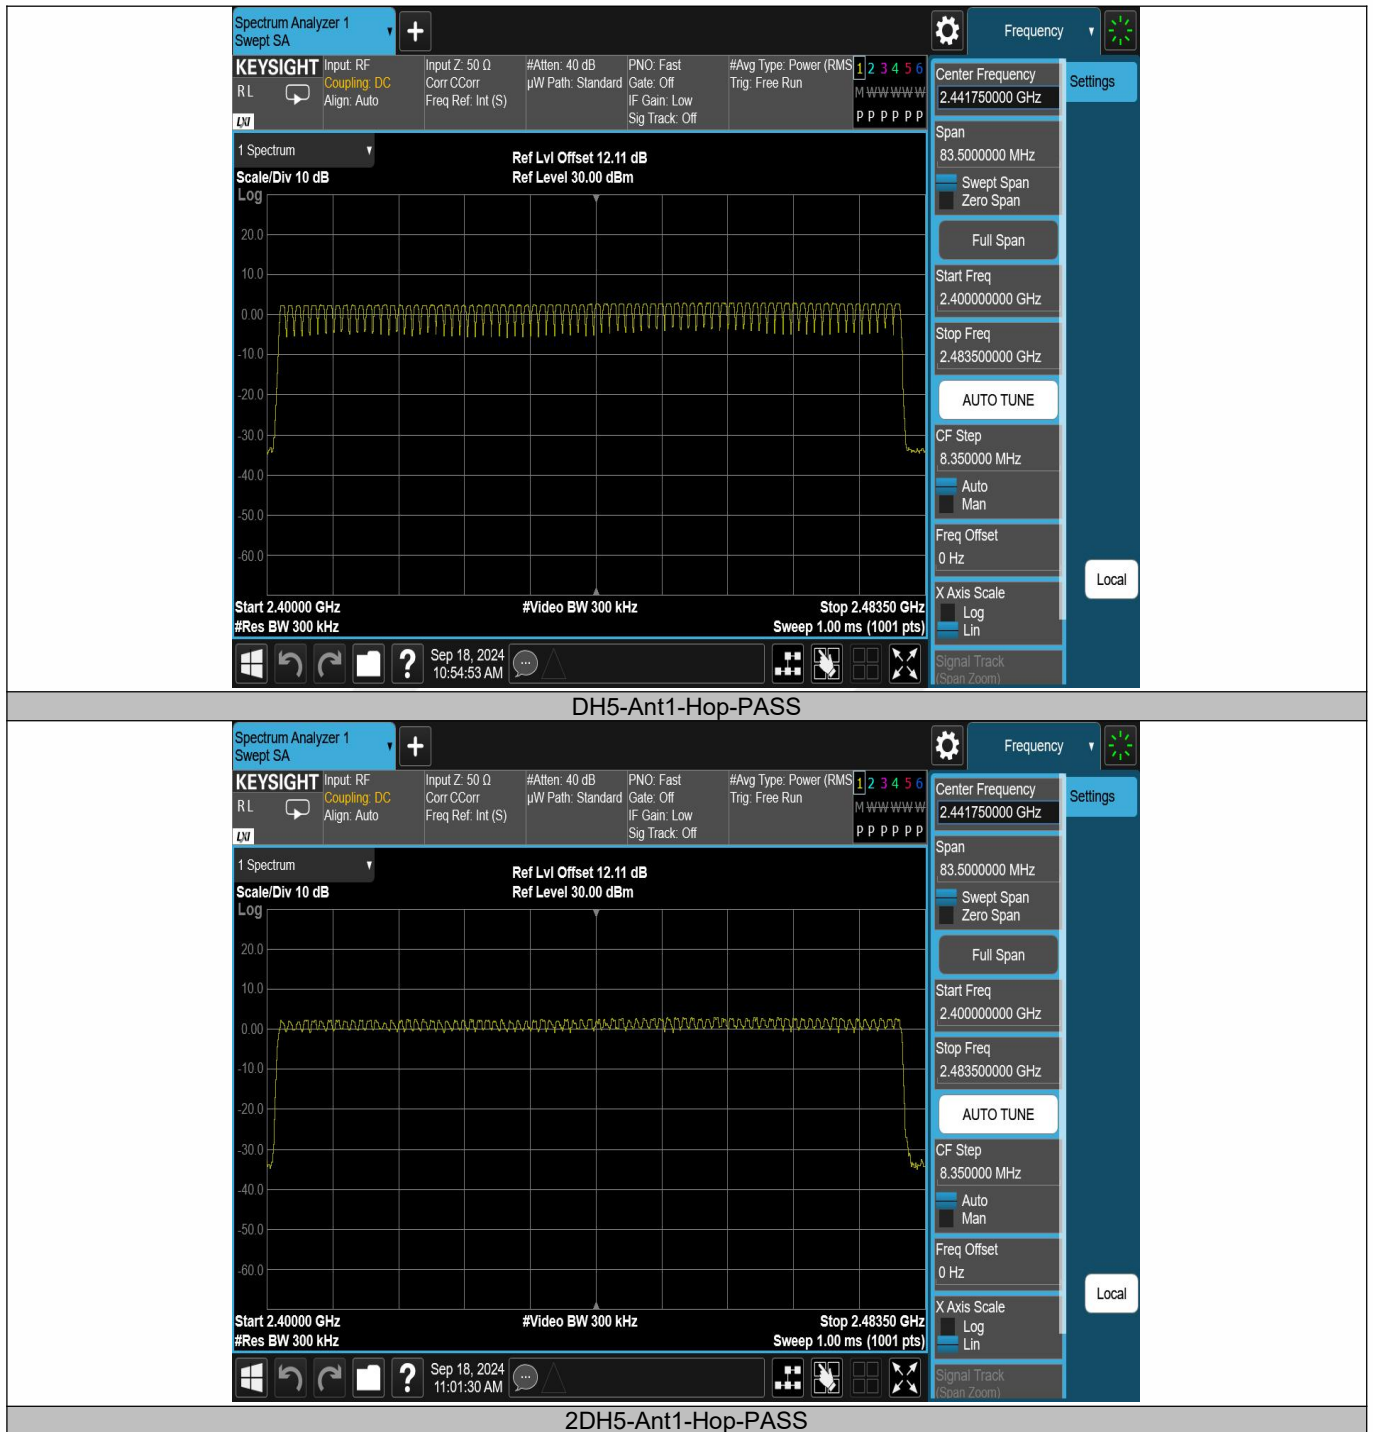 Spectrum Analyzer 1
Swept SA
+
Frequency
KEYSIGHT
RL
LXI
Input: RF
Coupling: DC
Align: Auto
Input Z: 50 Ω
Corr CCorr
Freq Ref: Int (S)
#Atten: 40 dB
µW Path: Standard
PNO: Fast
Gate: Off
IF Gain: Low
Sig Track: Off
#Avg Type: Power (RMS
Trig: Free Run
1 2 3 4 5 6
M W W W W W
P P P P P P
Center Frequency
2.441750000 GHz
Settings
Span
83.5000000 MHz
Swept Span
Zero Span
Full Span
Start Freq
2.400000000 GHz
Stop Freq
2.483500000 GHz
AUTO TUNE
CF Step
8.350000 MHz
Auto
Man
Freq Offset
0 Hz
X Axis Scale
Log
Lin
Signal Track
(Span Zoom)
Local
1 Spectrum
Scale/Div 10 dB
Ref Lvl Offset 12.11 dB
Ref Level 30.00 dBm
Log
20.0
10.0
0.00
-10.0
-20.0
-30.0
-40.0
-50.0
-60.0
Start 2.40000 GHz
#Res BW 300 kHz
#Video BW 300 kHz
Stop 2.48350 GHz
Sweep 1.00 ms (1001 pts)
?
Sep 18, 2024
10:54:53 AM
DH5-Ant1-Hop-PASS
Spectrum Analyzer 1
Swept SA
+
Frequency
KEYSIGHT
RL
LXI
Input: RF
Coupling: DC
Align: Auto
Input Z: 50 Ω
Corr CCorr
Freq Ref: Int (S)
#Atten: 40 dB
µW Path: Standard
PNO: Fast
Gate: Off
IF Gain: Low
Sig Track: Off
#Avg Type: Power (RMS
Trig: Free Run
1 2 3 4 5 6
M W W W W W
P P P P P P
Center Frequency
2.441750000 GHz
Settings
Span
83.5000000 MHz
Swept Span
Zero Span
Full Span
Start Freq
2.400000000 GHz
Stop Freq
2.483500000 GHz
AUTO TUNE
CF Step
8.350000 MHz
Auto
Man
Freq Offset
0 Hz
X Axis Scale
Log
Lin
Signal Track
(Span Zoom)
Local
1 Spectrum
Scale/Div 10 dB
Ref Lvl Offset 12.11 dB
Ref Level 30.00 dBm
Log
20.0
10.0
0.00
-10.0
-20.0
-30.0
-40.0
-50.0
-60.0
Start 2.40000 GHz
#Res BW 300 kHz
#Video BW 300 kHz
Stop 2.48350 GHz
Sweep 1.00 ms (1001 pts)
?
Sep 18, 2024
11:01:30 AM
2DH5-Ant1-Hop-PASS